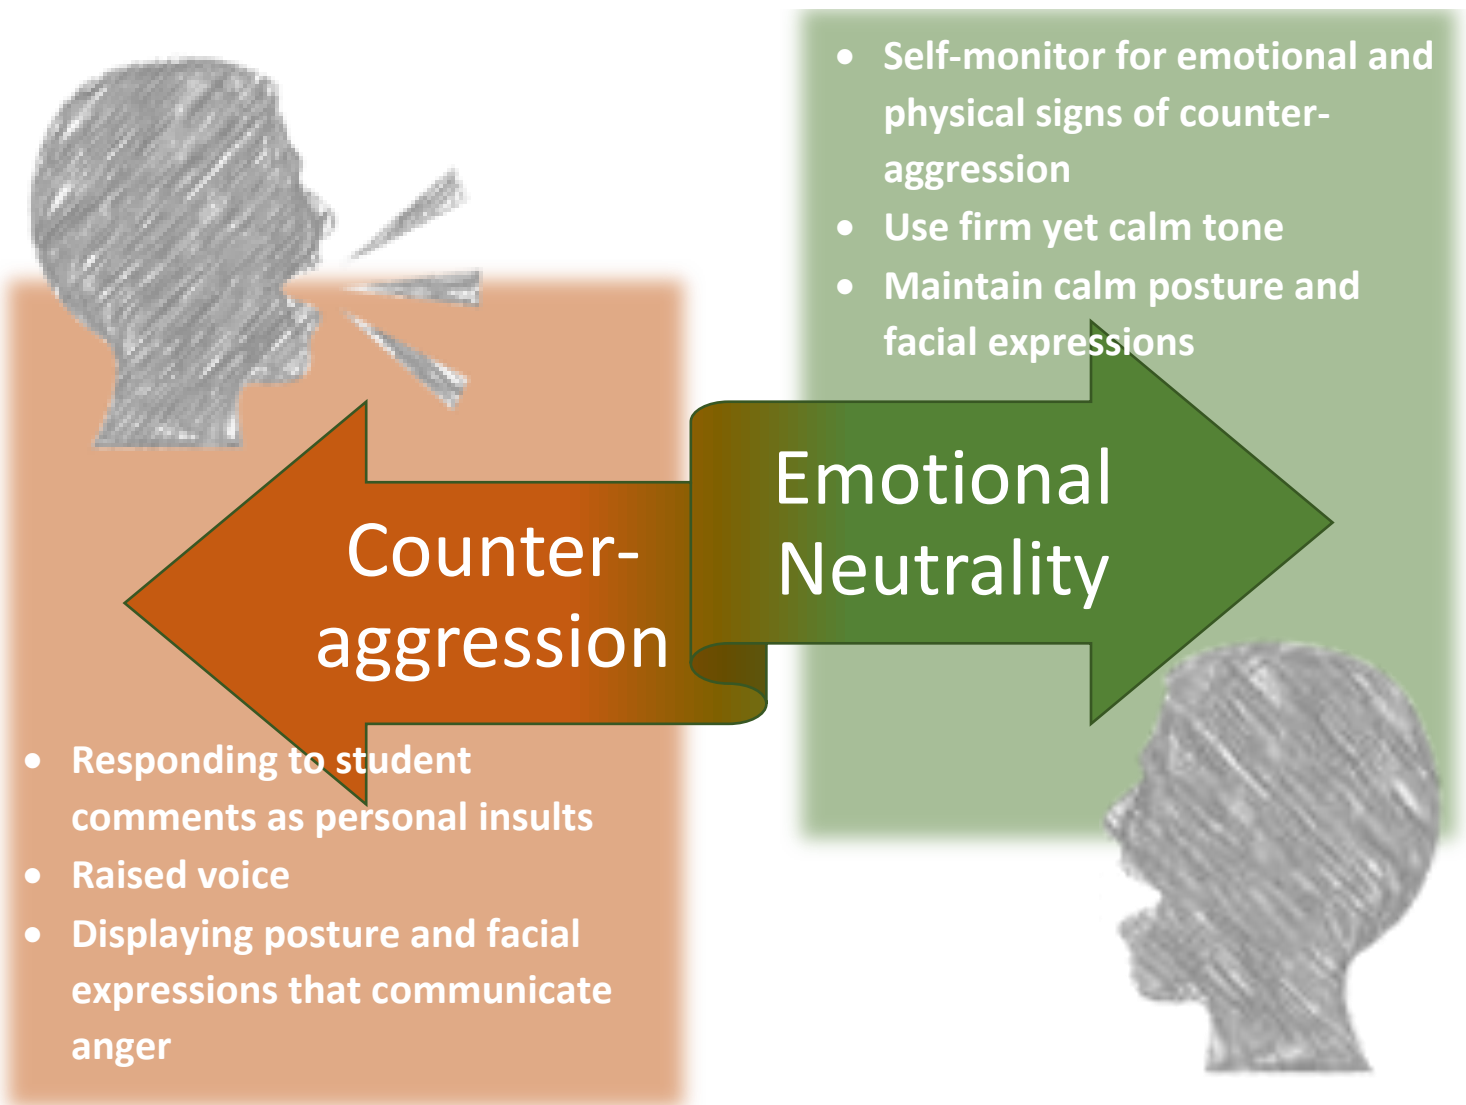 • Self-monitor for emotional and
physical signs of counter-
aggression
• Use firm yet calm tone
• Maintain calm posture and
facial expressions
Emotional
Neutrality
Counter-
aggression
• Responding to student
comments as personal insults
• Raised voice
• Displaying posture and facial
expressions that communicate
anger